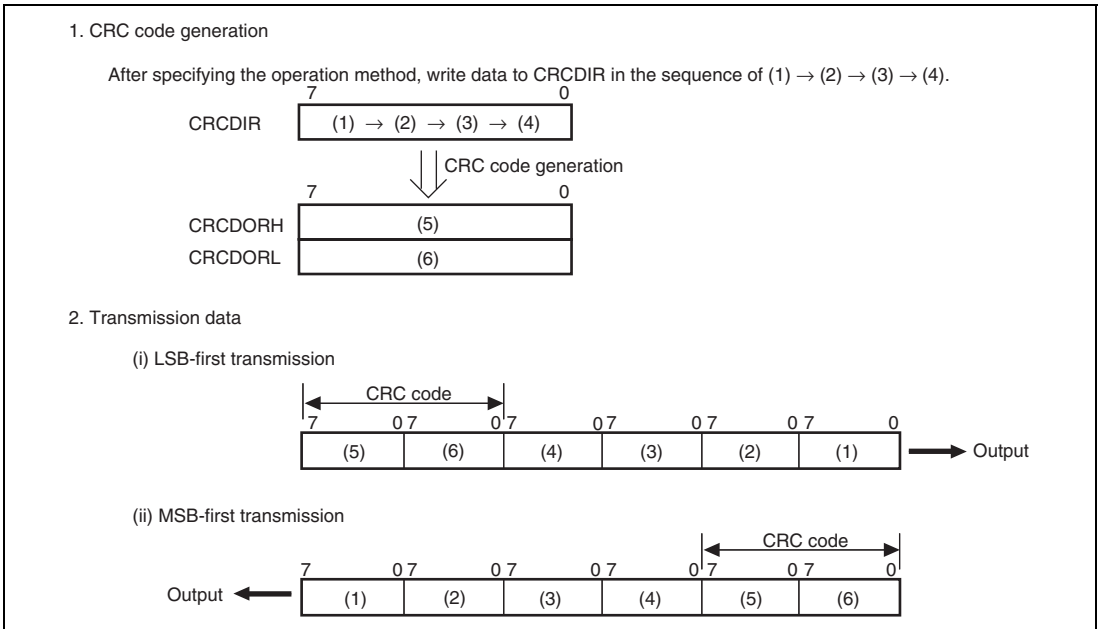 1. CRC code generation
After specifying the operation method, write data to CRCDIR in the sequence of (1) → (2) → (3) → (4).
7 0
CRCDIR (1) → (2) → (3) → (4)
CRC code generation
7 0
CRCDORH (5)
CRCDORL (6)
2. Transmission data
(i) LSB-first transmission
CRC code
7 0 7 0 7 0 7 0 7 0 7 0
(5) (6) (4) (3) (2) (1) Output
(ii) MSB-first transmission
CRC code
7 0 7 0 7 0 7 0 7 0 7 0
Output (1) (2) (3) (4) (5) (6)